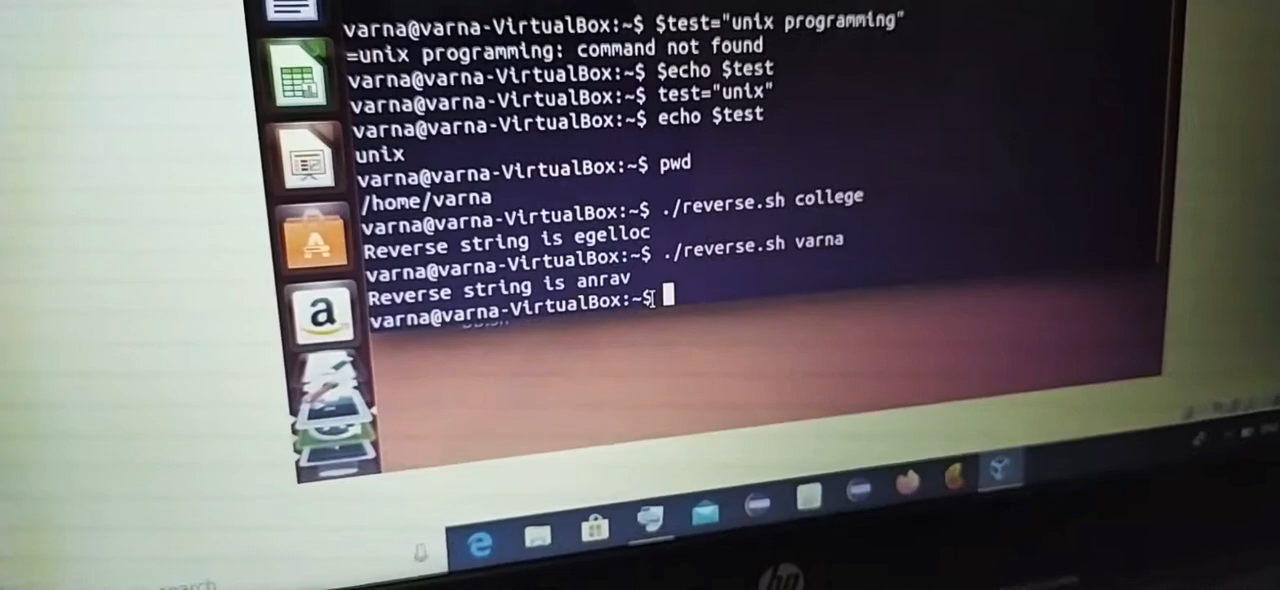 varna@varna-VirtualBox:~$ $test="unix programming"
=unix programming: command not found
varna@varna-VirtualBox:~$ $echo $test
varna@varna-VirtualBox:~$ test="unix"
varna@varna-VirtualBox:~$ echo $test
unix
varna@varna-VirtualBox:~$ pwd
/home/varna
varna@varna-VirtualBox:~$ ./reverse.sh college
Reverse string is egelloc
varna@varna-VirtualBox:~$ ./reverse.sh varna
Reverse string is anrav
varna@varna-VirtualBox:~$
a
search
hp